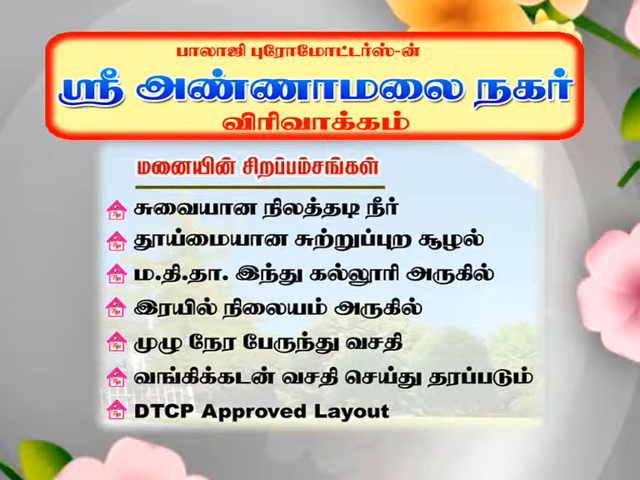 பாலாஜி புரோமோட்டர்ஸ்-ன்
ஸ்ரீ அண்ணாமலை நகர்
விரிவாக்கம்
மனையின் சிறப்பம்சங்கள்
சுவையான நிலத்தடி நீர்
தூய்மையான சுற்றுப்புற சூழல்
ம.தி.தா. இந்து கல்லூரி அருகில்
இரயில் நிலையம் அருகில்
முழு நேர பேருந்து வசதி
வங்கிக்கடன் வசதி செய்து தரப்படும்
DTCP Approved Layout